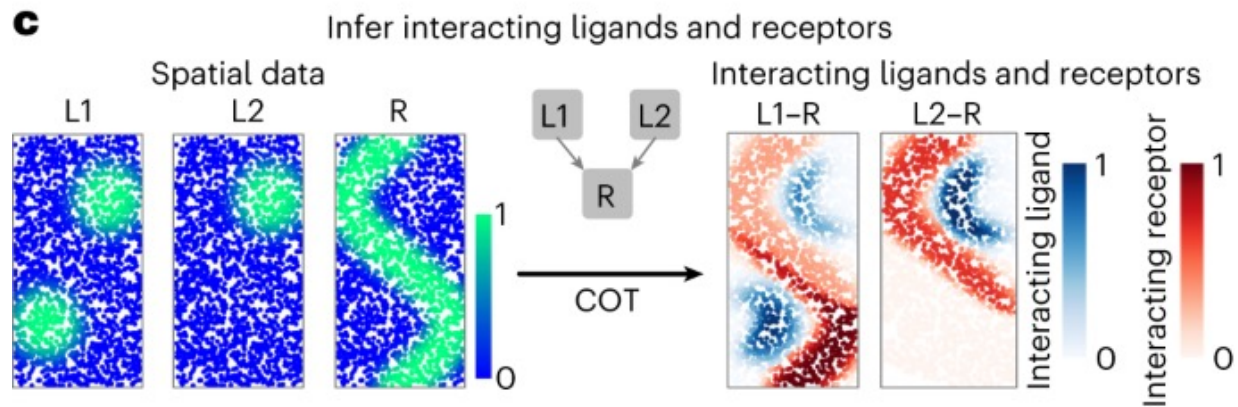 c
Infer interacting ligands and receptors
Spatial data
L1
L2
R
1
0
L1
L2
R
COT
Interacting ligands and receptors
L1–R
L2–R
Interacting ligand
1
0
Interacting receptor
1
0